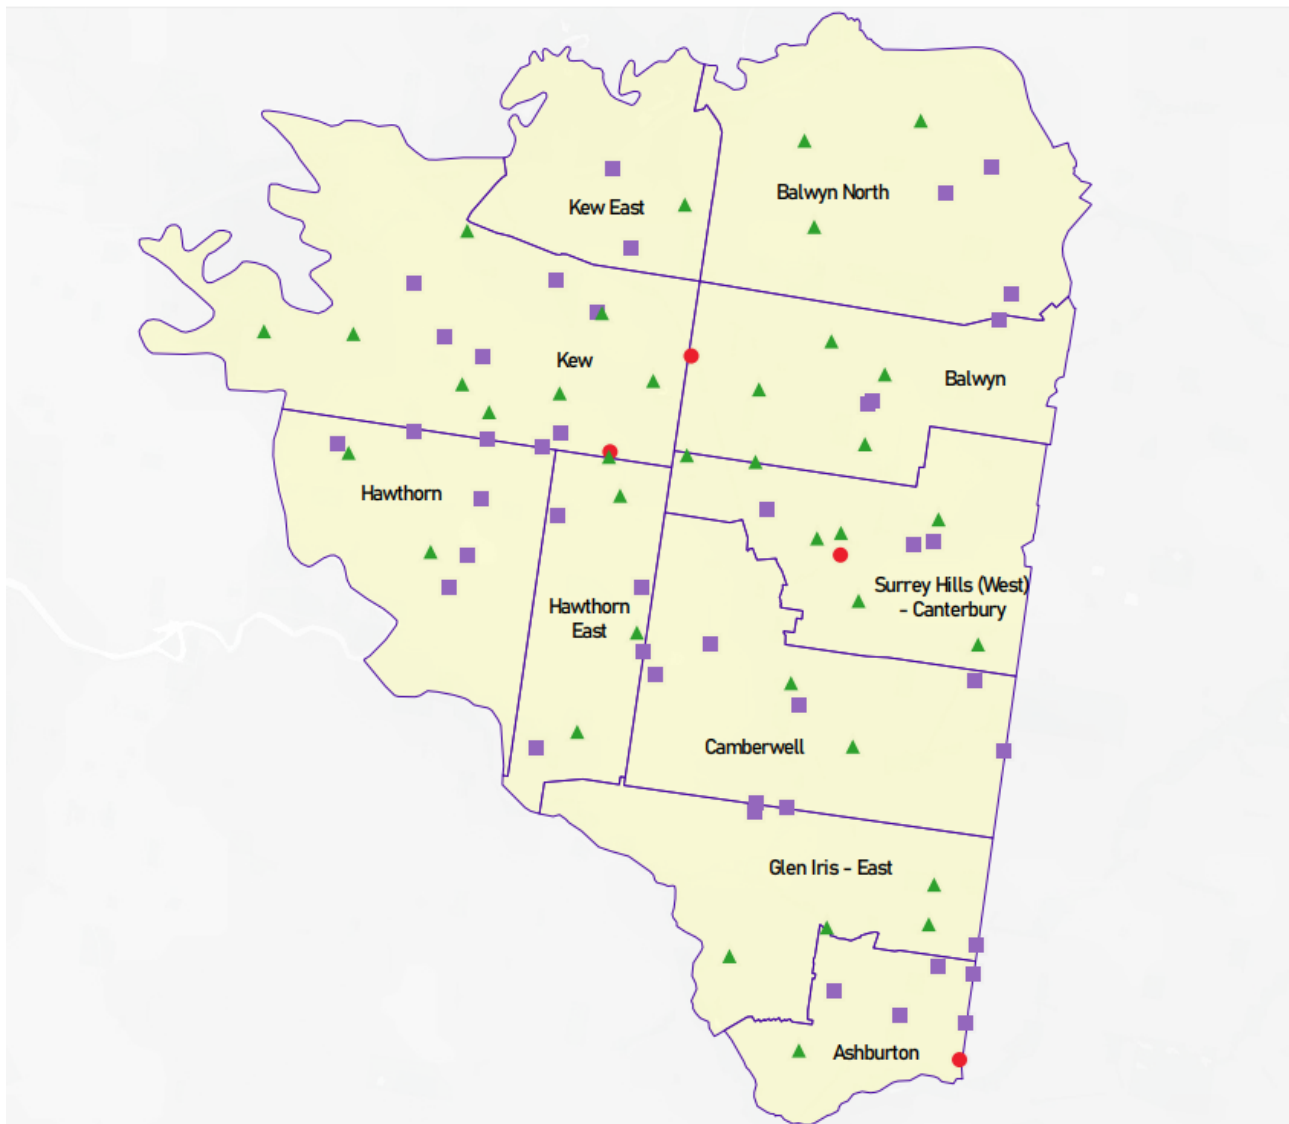 Kew East
Balwyn North
Kew
Balwyn
Hawthorn
Surrey Hills (West)
- Canterbury
Hawthorn
East
Camberwell
Glen Iris - East
Ashburton